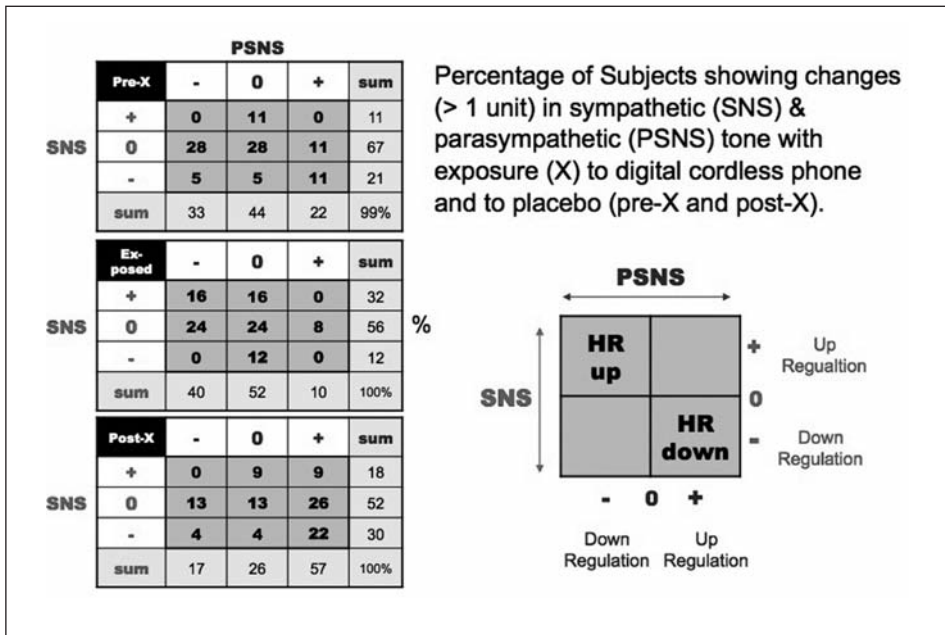 PSNS
Pre-X - 0 + sum
+ 0 11 0 11
SNS 0 28 28 11 67
- 5 5 11 21
sum 33 44 22 99%
Ex-
posed - 0 + sum
+ 16 16 0 32
SNS 0 24 24 8 56 %
- 0 12 0 12
sum 40 52 10 100%
Post-X - 0 + sum
+ 0 9 9 18
SNS 0 13 13 26 52
- 4 4 22 30
sum 17 26 57 100%
Percentage of Subjects showing changes
(> 1 unit) in sympathetic (SNS) &
parasympathetic (PSNS) tone with
exposure (X) to digital cordless phone
and to placebo (pre-X and post-X).
PSNS
HR
up
+ Up
Regualtion
SNS
0
HR
down
- Down
Regulation
- 0 +
Down Up
Regulation Regulation